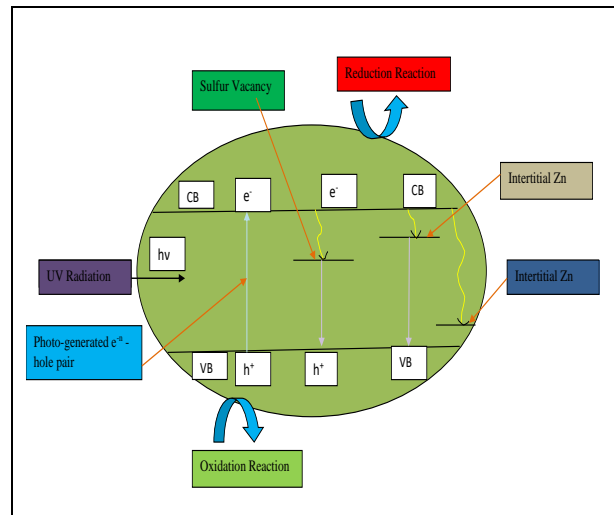 Reduction Reaction
Sulfur Vacancy
Intertitial Zn
CB
e-
e-
CB
hν
UV Radiation
Intertitial Zn
Photo-generated e-n -
hole pair
VB
h+
h+
VB
Oxidation Reaction